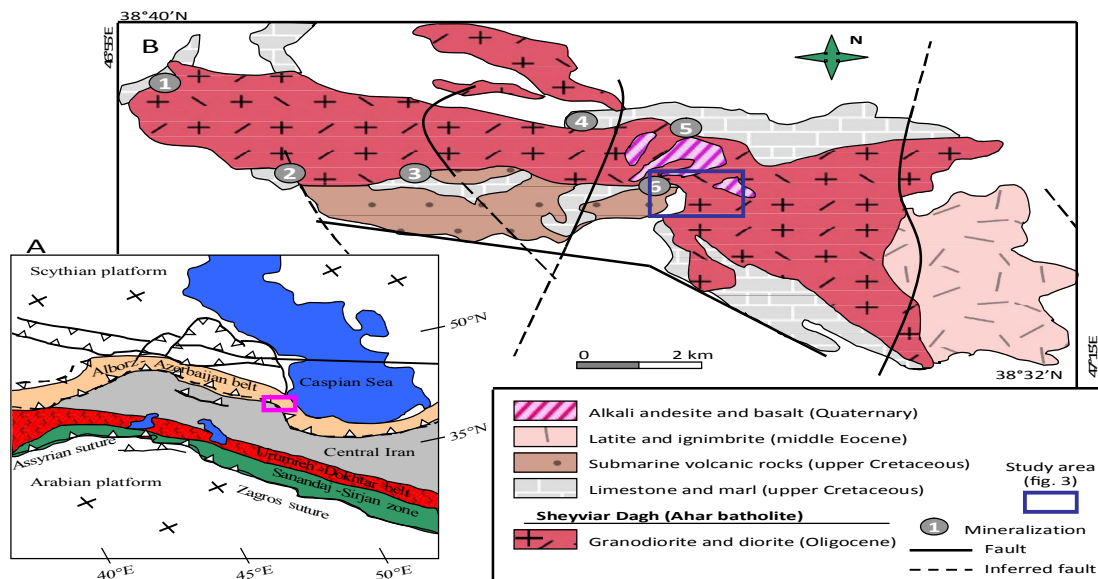 38°40'N
46°55'E
B
N
1
4
5
2
3
6
0 2 km
47°15'E
38°32'N
A
Scythian platform
50°N
Alborz-Azerbaijan belt
Caspian Sea
35°N
Central Iran
Assyrian suture
Urumreh-Dokhtar-belt
Arabian platform
Sanandaj-Sirjan zone
Zagros suture
40°E 45°E 50°E
Alkali andesite and basalt (Quaternary)
Latite and ignimbrite (middle Eocene)
Submarine volcanic rocks (upper Cretaceous)
Limestone and marl (upper Cretaceous)
Sheyviar Dagh (Ahar batholite)
Granodiorite and diorite (Oligocene)
Study area
(fig. 3)
1 Mineralization
Fault
Inferred fault